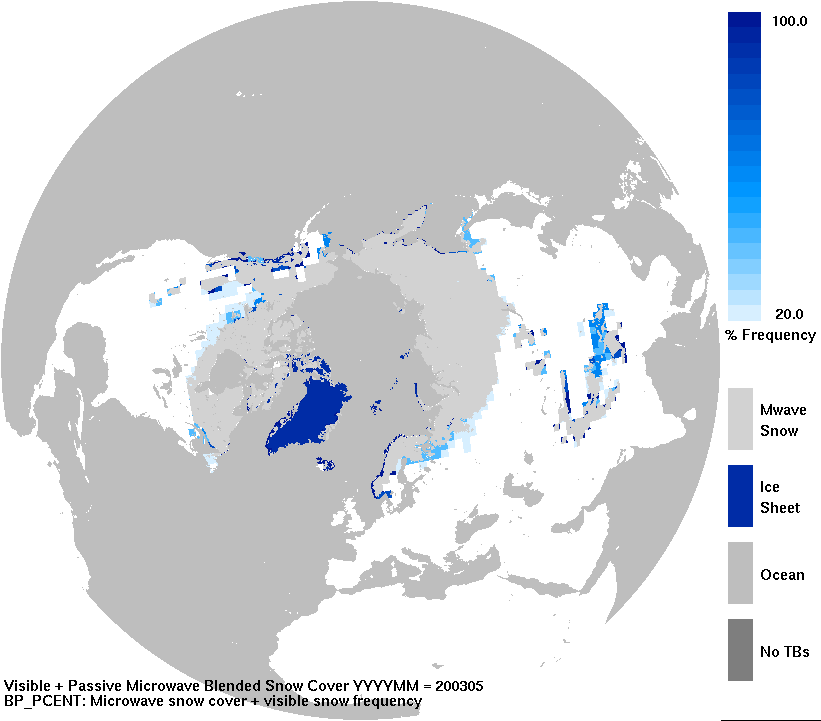 100.0
20.0
% Frequency
Mwave
Snow
Ice
Sheet
Ocean
No TBs
Visible + Passive Microwave Blended Snow Cover YYYYMM = 200305
BP_PCENT: Microwave snow cover + visible snow frequency